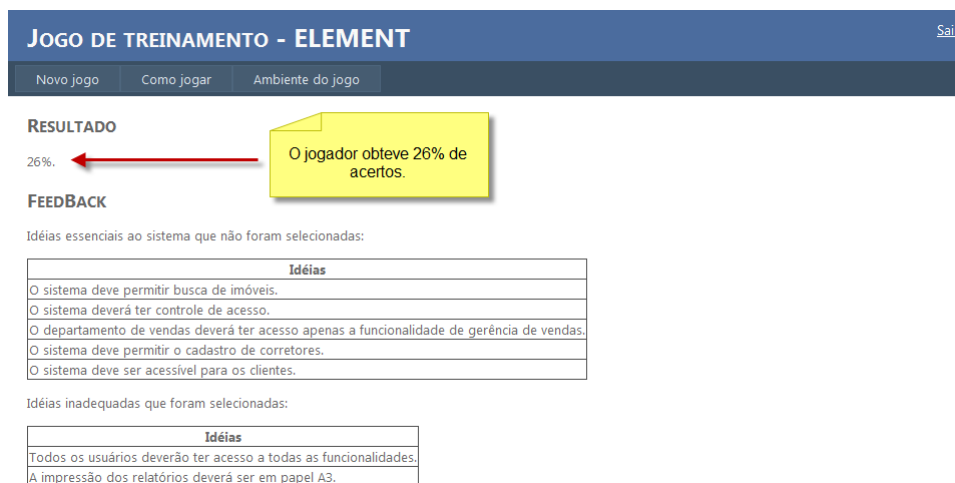 JOGO DE TREINAMENTO - ELEMENT
Sai
Novo jogo Como jogar Ambiente do jogo
RESULTADO
26%.
O jogador obteve 26% de
acertos.
FEEDBACK
Idéias essenciais ao sistema que não foram selecionadas:
Idéias
O sistema deve permitir busca de imóveis.
O sistema deverá ter controle de acesso.
O departamento de vendas deverá ter acesso apenas a funcionalidade de gerência de vendas.
O sistema deve permitir o cadastro de corretores.
O sistema deve ser acessível para os clientes.
Idéias inadequadas que foram selecionadas:
Idéias
Todos os usuários deverão ter acesso a todas as funcionalidades.
A impressão dos relatórios deverá ser em papel A3.